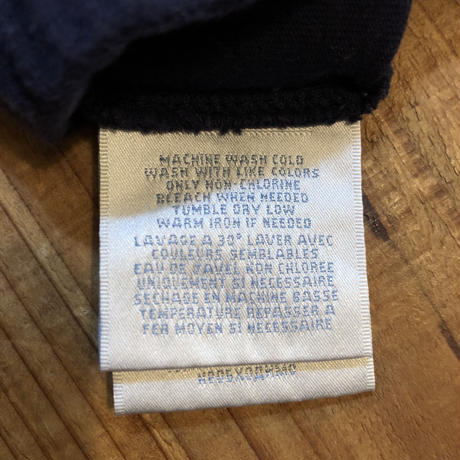 MACHINE WASH COLD
WASH WITH LIKE COLORS
ONLY NON-CHLORINE
BLEACH WHEN NEEDED
TUMBLE DRY LOW
WARM IRON IF NEEDED
LAVAGE A 30° LAVER AVEC
COULEURS SEMBLABLES
EAU DE JAVEL NON CHLOREE
UNIQUEMENT SI NECESSAIRE
SECHAGE EN MACHINE BASSE
TEMPERATURE REPASSER A
FER MOYEN SI NECESSAIRE
НЕОБХОДИМО